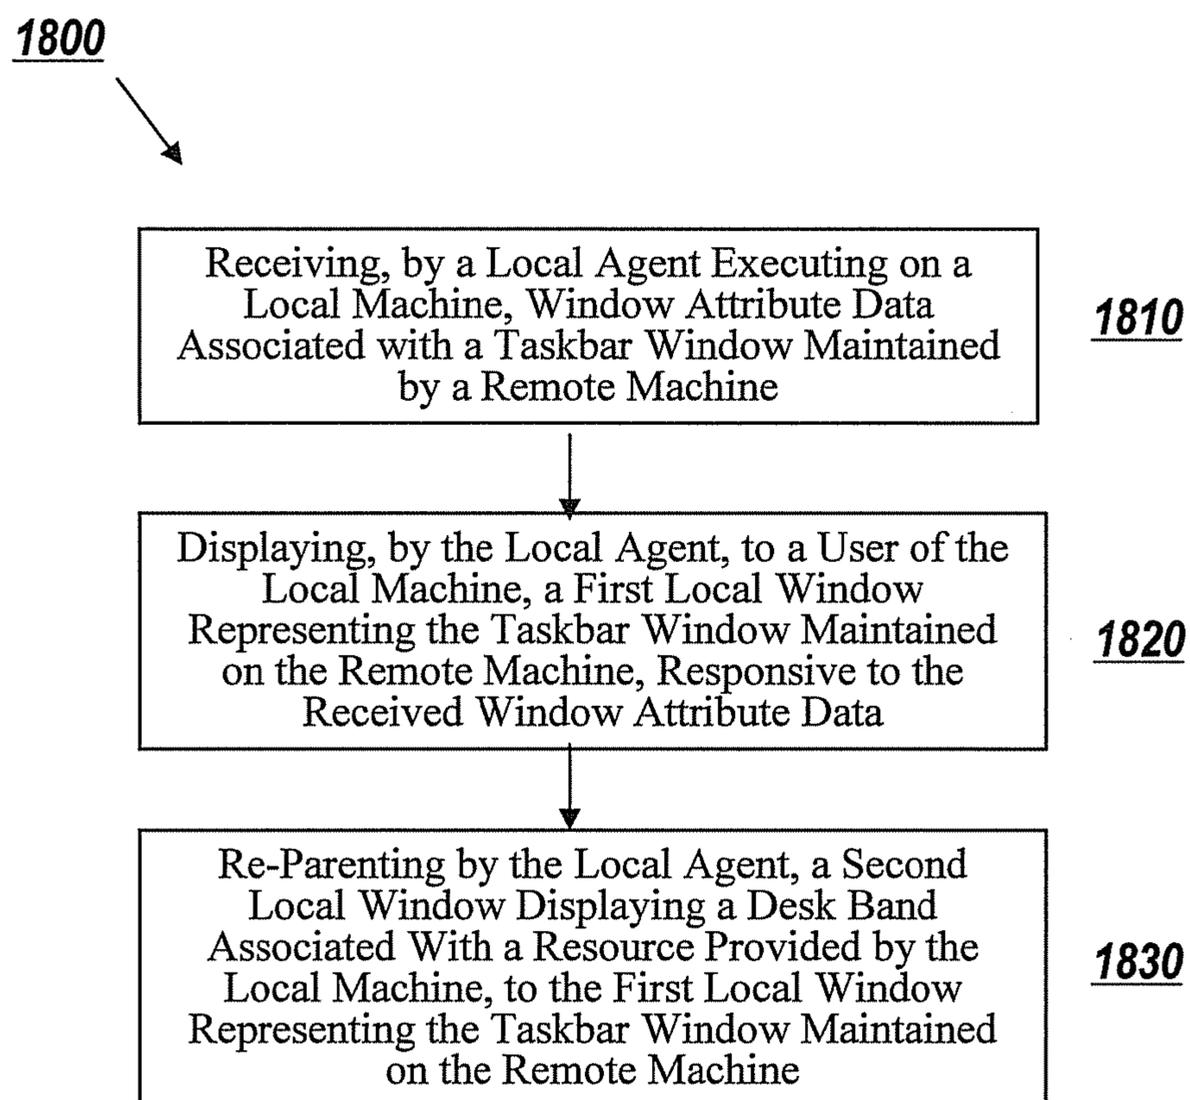 1800
Receiving, by a Local Agent Executing on a
Local Machine, Window Attribute Data
Associated with a Taskbar Window Maintained
by a Remote Machine
1810
Displaying, by the Local Agent, to a User of the
Local Machine, a First Local Window
Representing the Taskbar Window Maintained
on the Remote Machine, Responsive to the
Received Window Attribute Data
1820
Re-Parenting by the Local Agent, a Second
Local Window Displaying a Desk Band
Associated With a Resource Provided by the
Local Machine, to the First Local Window
Representing the Taskbar Window Maintained
on the Remote Machine
1830